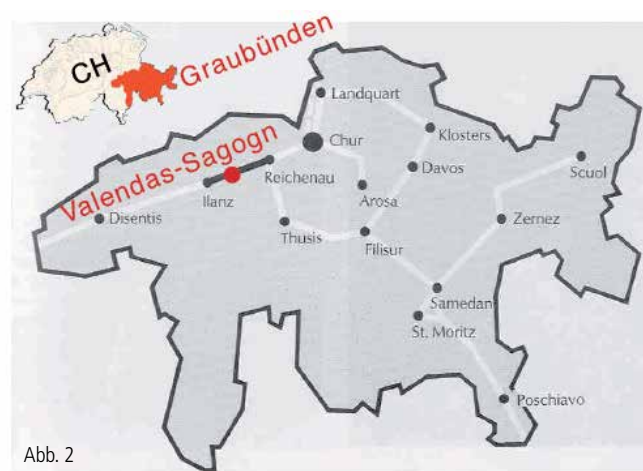 CH
Graubünden
Landquart
Klosters
Chur
Valendas-Sagogn
Davos
Scuol
Reichenau
Ilanz
Arosa
Disentis
Thusis
Filisur
Zernez
Samedan
St. Moritz
Poschiavo
Abb. 2